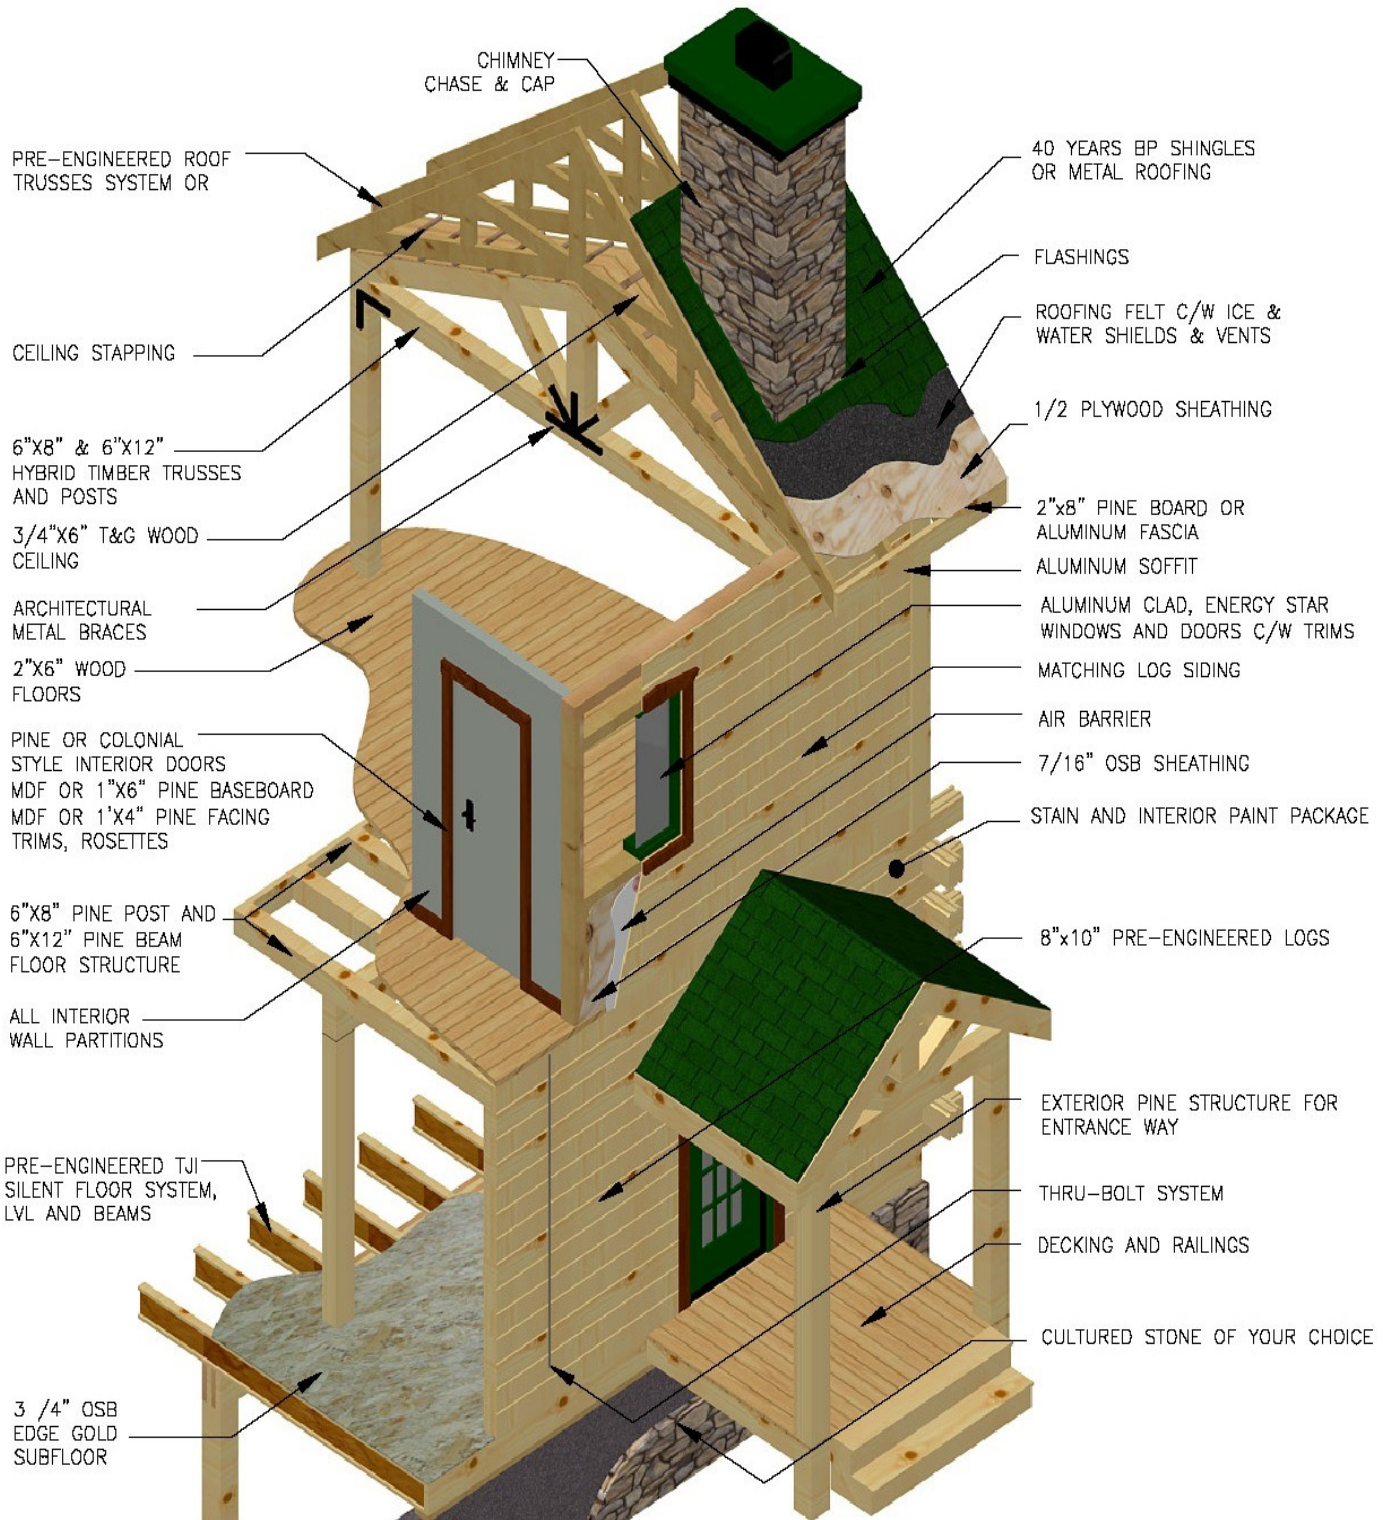 CHIMNEY
CHASE & CAP
PRE-ENGINEERED ROOF
TRUSSES SYSTEM OR
CEILING STAPPING
6"X8" & 6"X12"
HYBRID TIMBER TRUSSES
AND POSTS
3/4"X6" T&G WOOD
CEILING
ARCHITECTURAL
METAL BRACES
2"X6" WOOD
FLOORS
PINE OR COLONIAL
STYLE INTERIOR DOORS
MDF OR 1"X6" PINE BASEBOARD
MDF OR 1'X4" PINE FACING
TRIMS, ROSETTES
6"X8" PINE POST AND
6"X12" PINE BEAM
FLOOR STRUCTURE
ALL INTERIOR
WALL PARTITIONS
PRE-ENGINEERED TJI
SILENT FLOOR SYSTEM,
LVL AND BEAMS
3 /4" OSB
EDGE GOLD
SUBFLOOR
40 YEARS BP SHINGLES
OR METAL ROOFING
FLASHINGS
ROOFING FELT C/W ICE &
WATER SHIELDS & VENTS
1/2 PLYWOOD SHEATHING
2"x8" PINE BOARD OR
ALUMINUM FASCIA
ALUMINUM SOFFIT
ALUMINUM CLAD, ENERGY STAR
WINDOWS AND DOORS C/W TRIMS
MATCHING LOG SIDING
AIR BARRIER
7/16" OSB SHEATHING
STAIN AND INTERIOR PAINT PACKAGE
8"x10" PRE-ENGINEERED LOGS
EXTERIOR PINE STRUCTURE FOR
ENTRANCE WAY
THRU-BOLT SYSTEM
DECKING AND RAILINGS
CULTURED STONE OF YOUR CHOICE